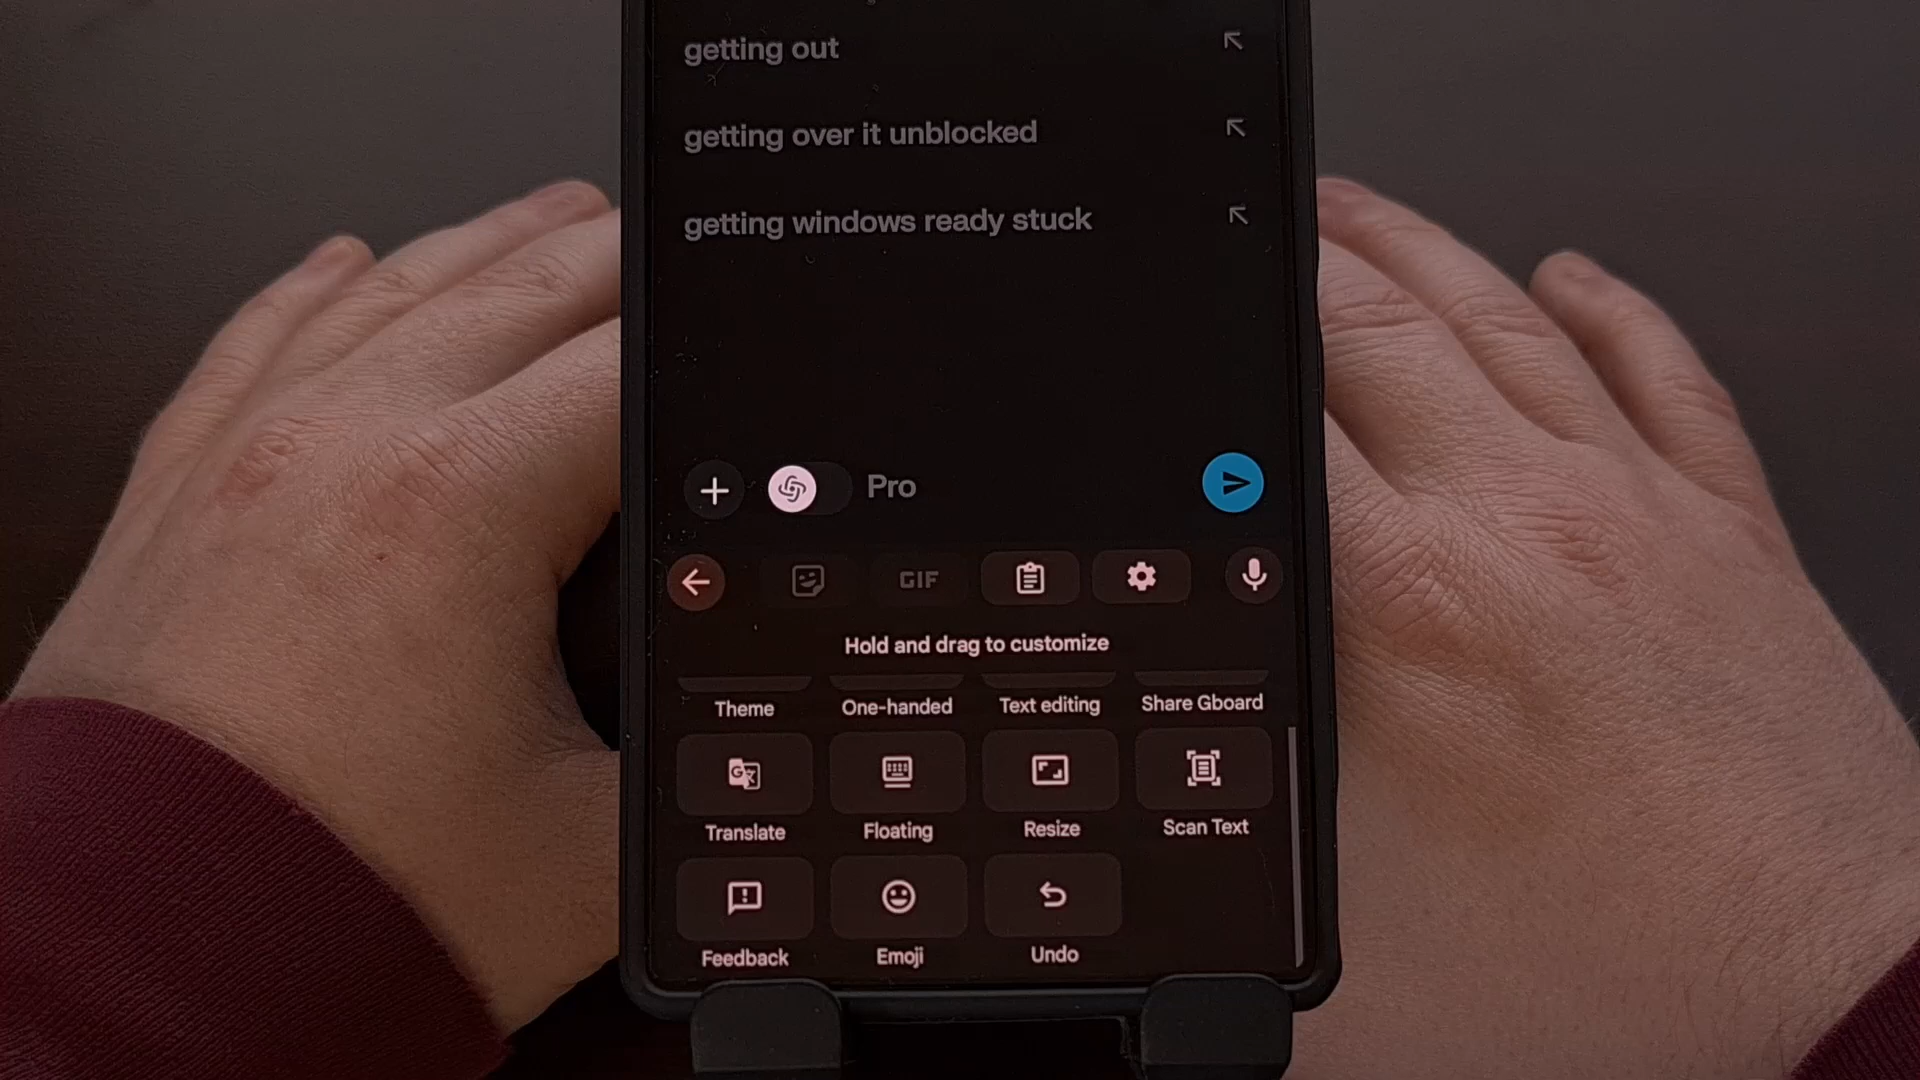 getting out
getting over it unblocked
getting windows ready stuck
Pro
GIF
Hold and drag to customize
Theme One-handed Text editing Share Gboard
Translate Floating Resize Scan Text
Feedback Emoji Undo